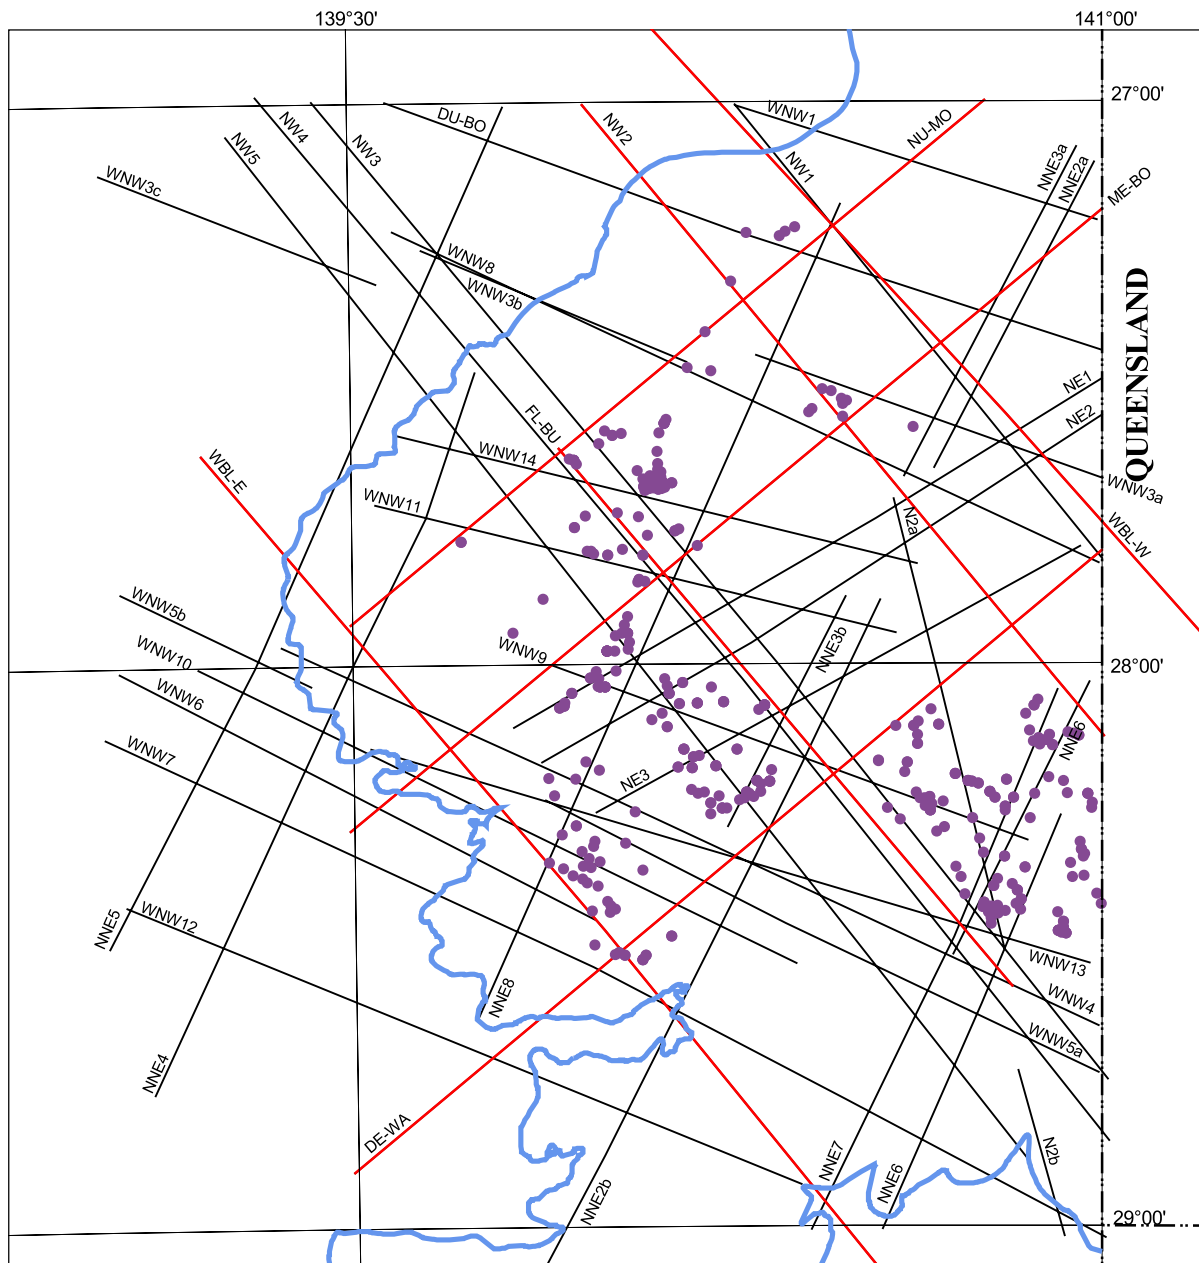 139°30'
141°00'
27°00'
DU-BO
WNW1
NU-MO
NW2
NW4
NW3
NW5
NW1
NNE3a
NNE2a
ME-BO
WNW3c
WNW8
WNW3b
QUEENSLAND
NE1
NE2
FL-BU
WNW14
WBL-E
WNW11
WNW3a
N2a
WBL-W
WNW5b
WNW10
WNW9
NNE3b
28°00'
WNW6
NNE6
WNW7
NE3
WNW12
NNE5
WNW13
NNE8
WNW4
WNW5a
NNE4
DE-WA
N2b
NNE7
NNE6
NNE2b
29°00'